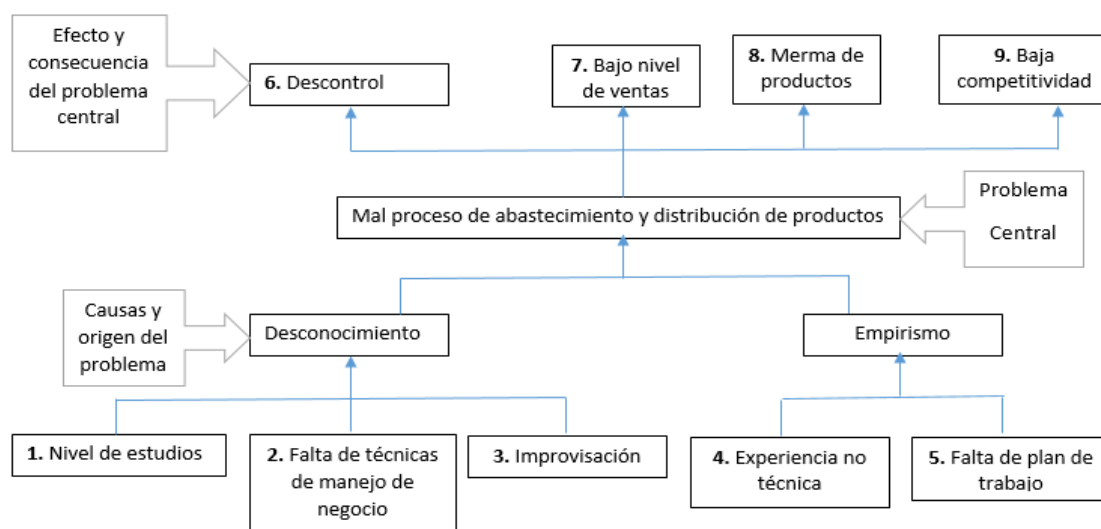 Efecto y
consecuencia
del problema
central
6. Descontrol
7. Bajo nivel
de ventas
8. Merma de
productos
9. Baja
competitividad
Mal proceso de abastecimiento y distribución de productos
Problema
Central
Causas y
origen del
problema
Desconocimiento
Empirismo
1. Nivel de estudios
2. Falta de técnicas
de manejo de
negocio
3. Improvisación
4. Experiencia no
técnica
5. Falta de plan de
trabajo